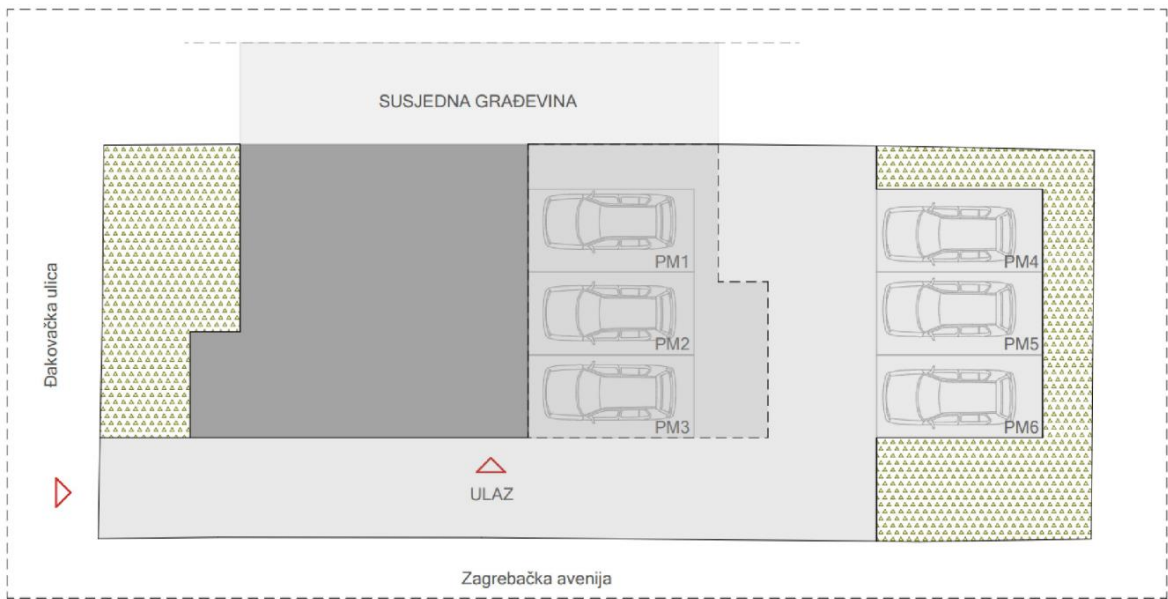 SUSJEDNA GRAĐEVINA
PM1
PM4
Đakovačka ulica
PM2
PM5
PM3
PM6
ULAZ
Zagrebačka avenija